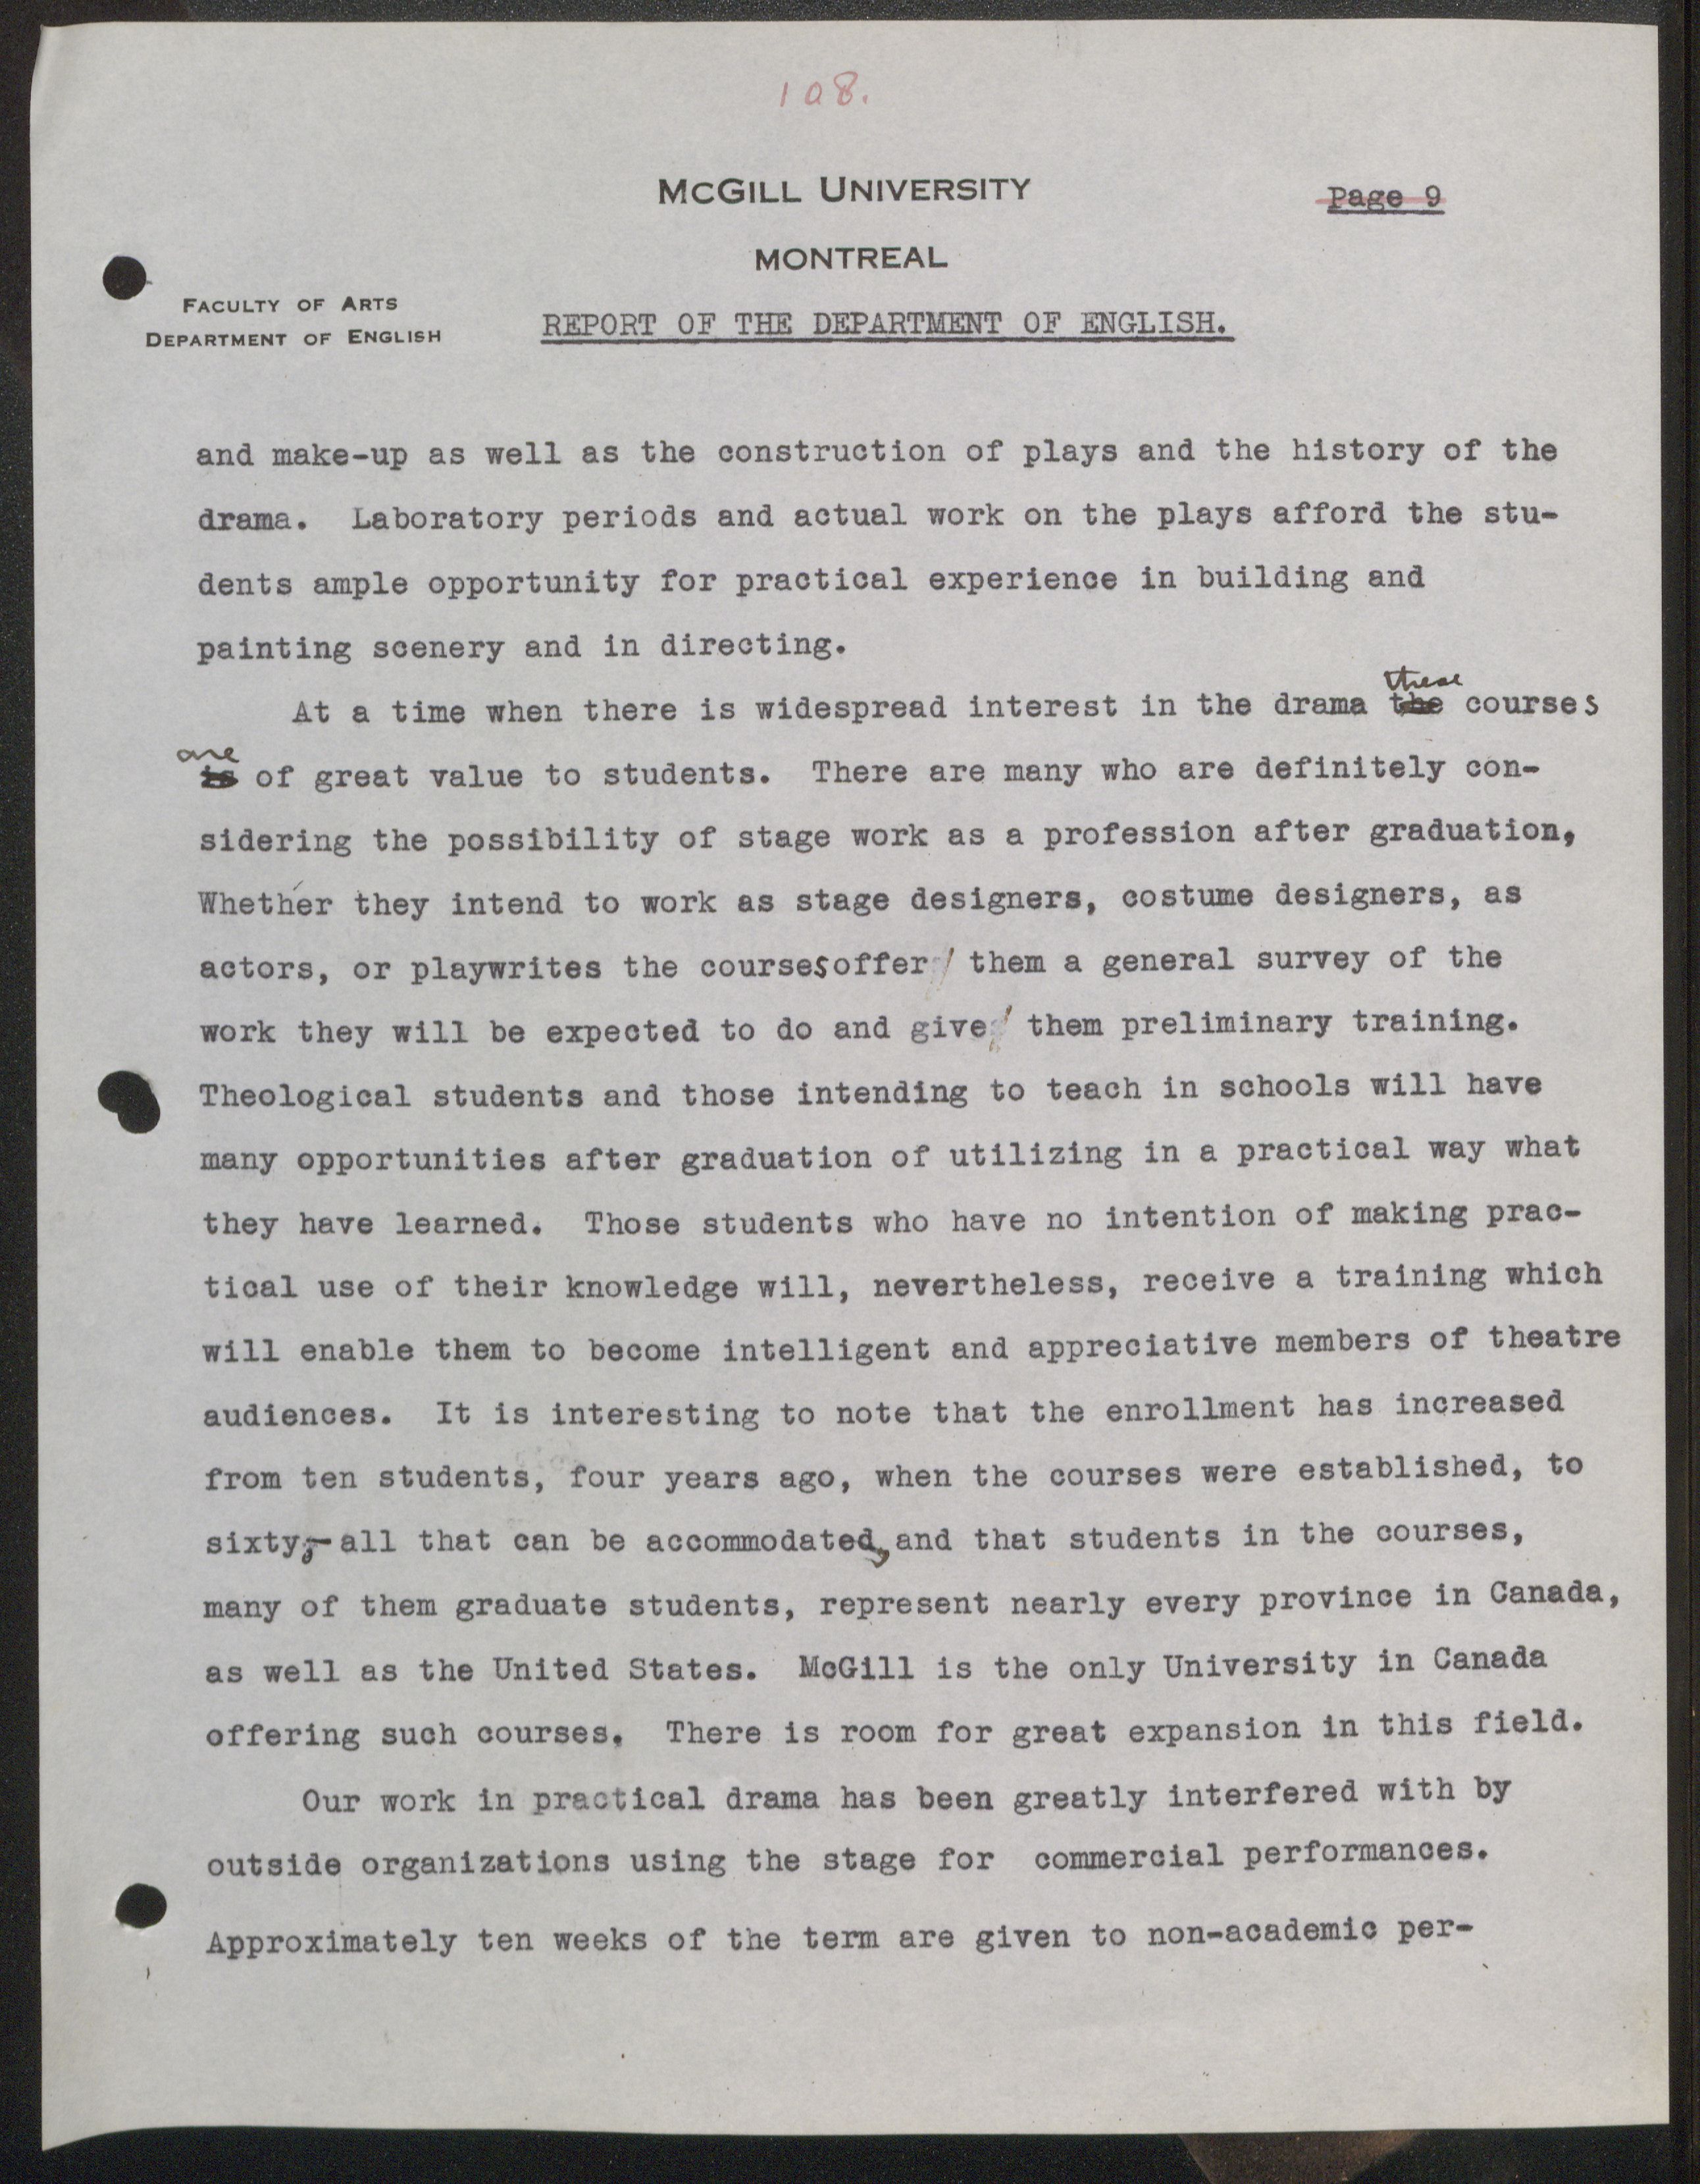 108.
McGILL UNIVERSITY
Page 9
MONTREAL
FACULTY OF ARTS
DEPARTMENT OF ENGLISH
REPORT OF THE DEPARTMENT OF ENGLISH.
and make-up as well as the construction of plays and the history of the
drama. Laboratory periods and actual work on the plays afford the stu-
dents ample opportunity for practical experience in building and
painting scenery and in directing.
these
At a time when there is widespread interest in the drama the courses
are
is of great value to students. There are many who are definitely con-
sidering the possibility of stage work as a profession after graduation,
Whether they intend to work as stage designers, costume designers, as
actors, or playwrites the courses offer them a general survey of the
work they will be expected to do and give them preliminary training.
Theological students and those intending to teach in schools will have
many opportunities after graduation of utilizing in a practical way what
they have learned. Those students who have no intention of making prac-
tical use of their knowledge will, nevertheless, receive a training which
will enable them to become intelligent and appreciative members of theatre
audiences. It is interesting to note that the enrollment has increased
from ten students, four years ago, when the courses were established, to
sixty,-all that can be accommodated, and that students in the courses,
many of them graduate students, represent nearly every province in Canada,
as well as the United States. McGill is the only University in Canada
offering such courses. There is room for great expansion in this field.
Our work in practical drama has been greatly interfered with by
outside organizations using the stage for commercial performances.
Approximately ten weeks of the term are given to non-academic per-